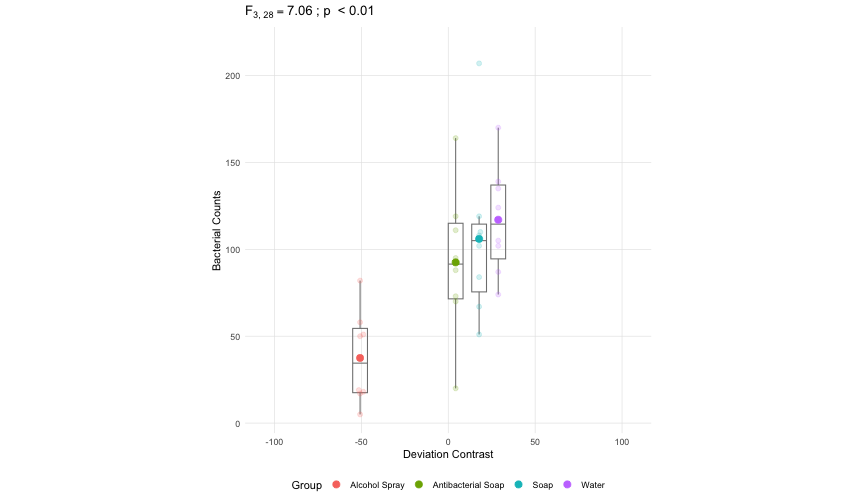 F3, 28 = 7.06 ; p < 0.01
200
150
100
50
0
Bacterial Counts
-100 -50 0 50 100
Deviation Contrast
Group Alcohol Spray Antibacterial Soap Soap Water